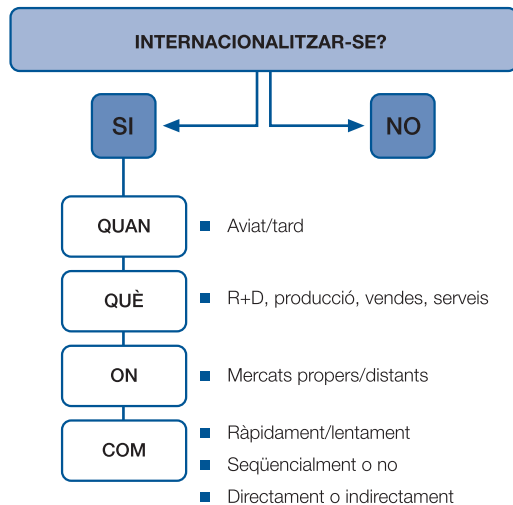 INTERNACIONALITZAR-SE?
SI
NO
QUAN
Aviat/tard
QUÈ
R+D, producció, vendes, serveis
ON
Mercats propers/distants
COM
Ràpidament/lentament
Seqüencialment o no
Directament o indirectament